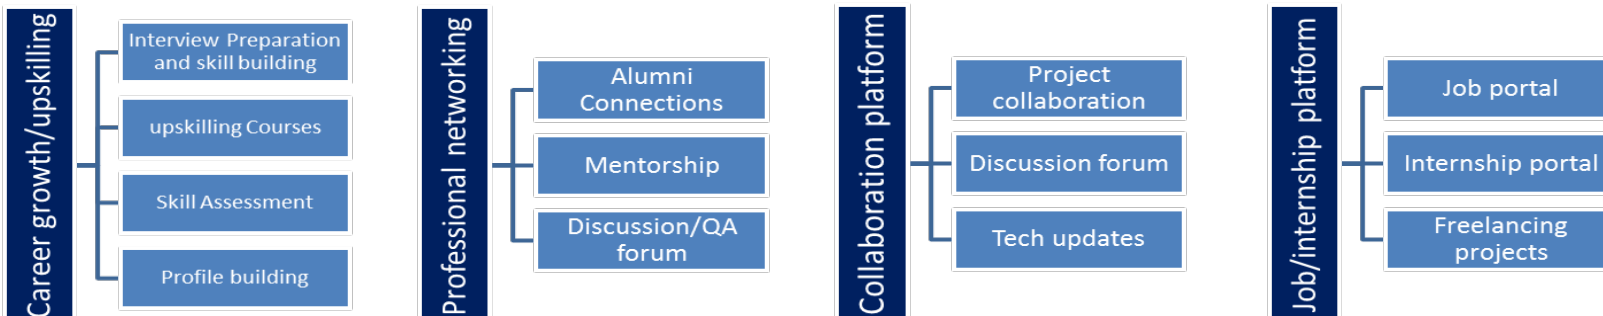 Career growth/upskilling
Interview Preparation
and skill building
upskilling Courses
Skill Assessment
Profile building
Professional networking
Alumni
Connections
Mentorship
Discussion/QA
forum
Collaboration platform
Project
collaboration
Discussion forum
Tech updates
Job/internship platform
Job portal
Internship portal
Freelancing
projects